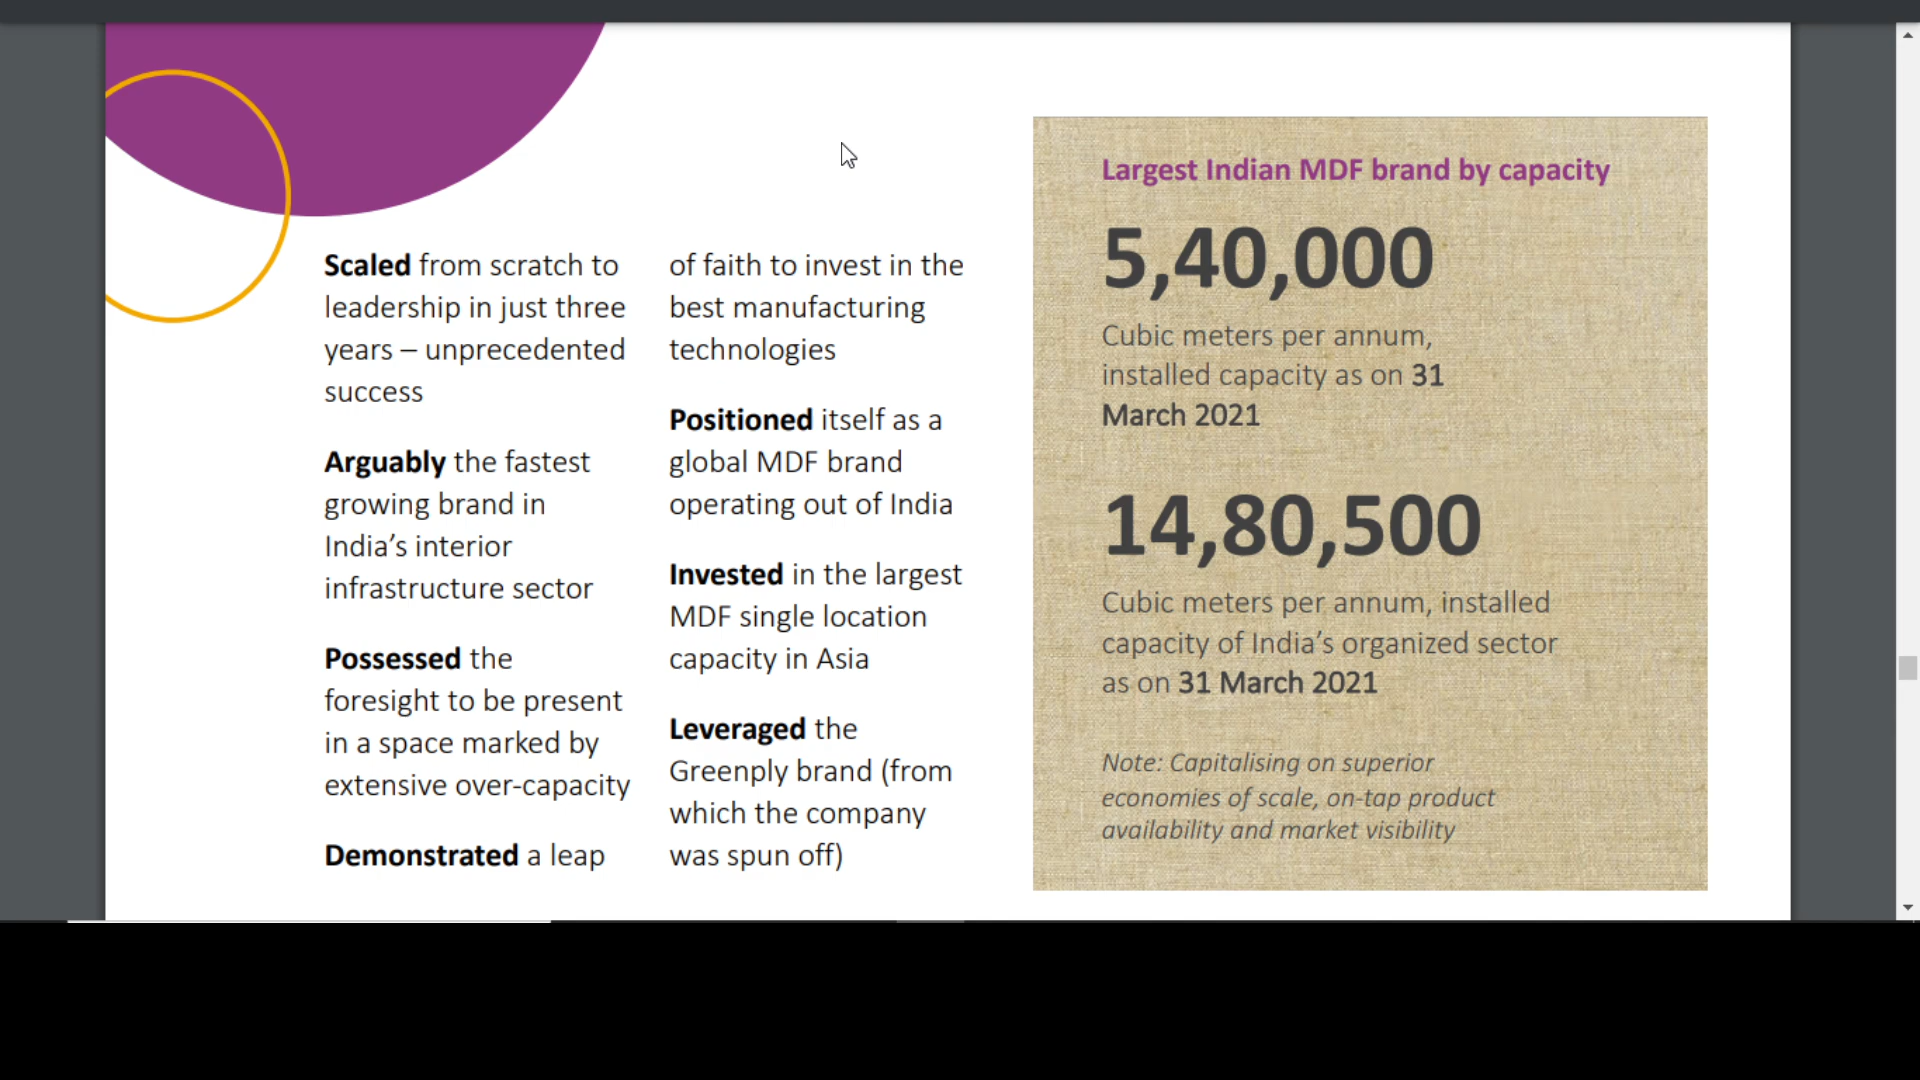 Scaled from scratch to
leadership in just three
years – unprecedented
success
Arguably the fastest
growing brand in
India’s interior
infrastructure sector
Possessed the
foresight to be present
in a space marked by
extensive over-capacity
Demonstrated a leap
of faith to invest in the
best manufacturing
technologies
Positioned itself as a
global MDF brand
operating out of India
Invested in the largest
MDF single location
capacity in Asia
Leveraged the
Greenply brand (from
which the company
was spun off)
Largest Indian MDF brand by capacity
5,40,000
Cubic meters per annum,
installed capacity as on 31
March 2021
14,80,500
Cubic meters per annum, installed
capacity of India’s organized sector
as on 31 March 2021
Note: Capitalising on superior
economies of scale, on-tap product
availability and market visibility